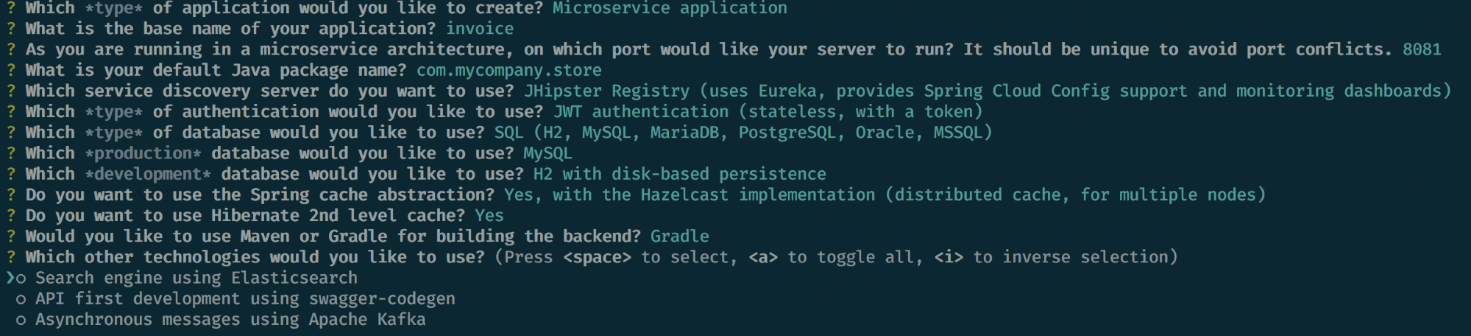 ? Which *type* of application would you like to create? Microservice application
? What is the base name of your application? invoice
? As you are running in a microservice architecture, on which port would like your server to run? It should be unique to avoid port conflicts. 8081
? What is your default Java package name? com.mycompany.store
? Which service discovery server do you want to use? JHipster Registry (uses Eureka, provides Spring Cloud Config support and monitoring dashboards)
? Which *type* of authentication would you like to use? JWT authentication (stateless, with a token)
? Which *type* of database would you like to use? SQL (H2, MySQL, MariaDB, PostgreSQL, Oracle, MSSQL)
? Which *production* database would you like to use? MySQL
? Which *development* database would you like to use? H2 with disk-based persistence
? Do you want to use the Spring cache abstraction? Yes, with the Hazelcast implementation (distributed cache, for multiple nodes)
? Do you want to use Hibernate 2nd level cache? Yes
? Would you like to use Maven or Gradle for building the backend? Gradle
? Which other technologies would you like to use? (Press <space> to select, <a> to toggle all, <i> to inverse selection)
❯○ Search engine using Elasticsearch
○ API first development using swagger-codegen
○ Asynchronous messages using Apache Kafka